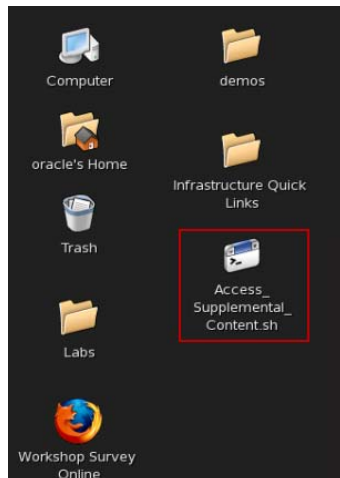 Computer
demos
oracle's Home
Infrastructure Quick
Links
Trash
Access_
Supplemental_
Content.sh
Labs
Workshop Survey
Online